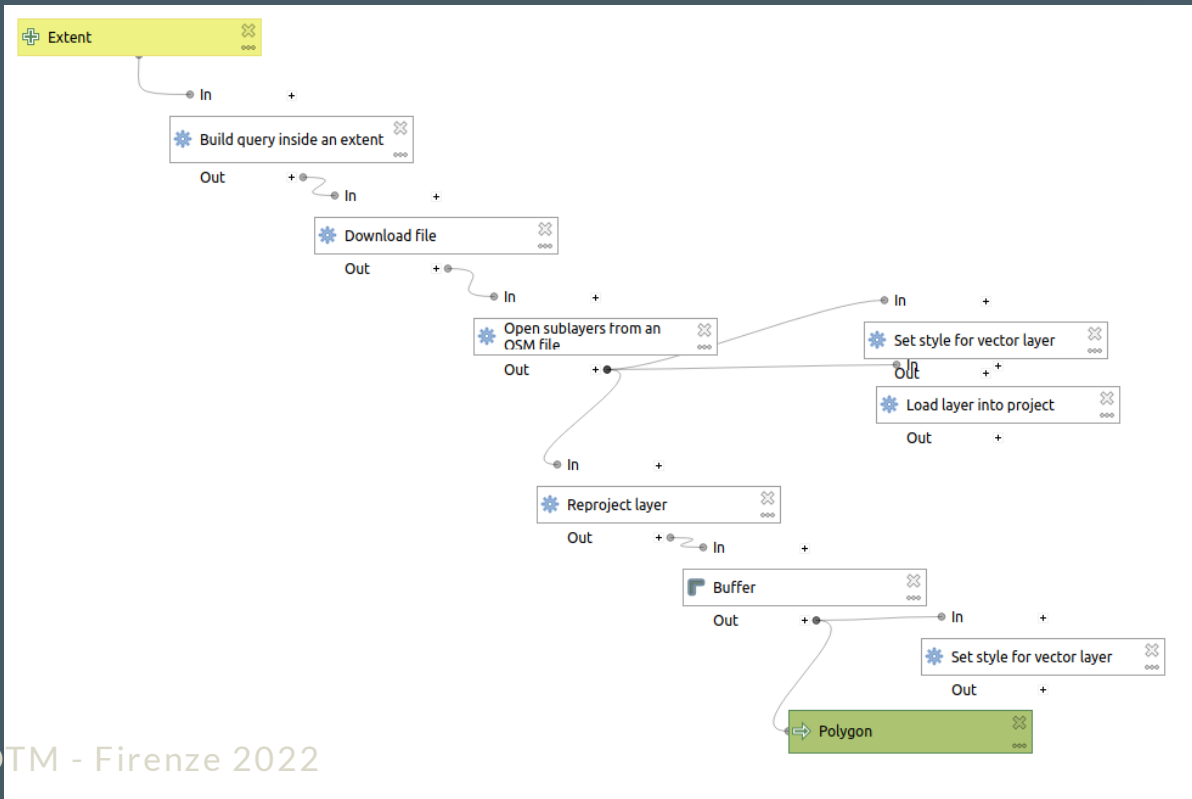 Extent
In
Build query inside an extent
Out
In
Download file
Out
In
Open sublayers from an
OSM file
Out
In
Set style for vector layer
Out
In
Load layer into project
Out
In
Reproject layer
Out
In
Buffer
Out
In
Set style for vector layer
Out
Polygon
TM - Firenze 2022